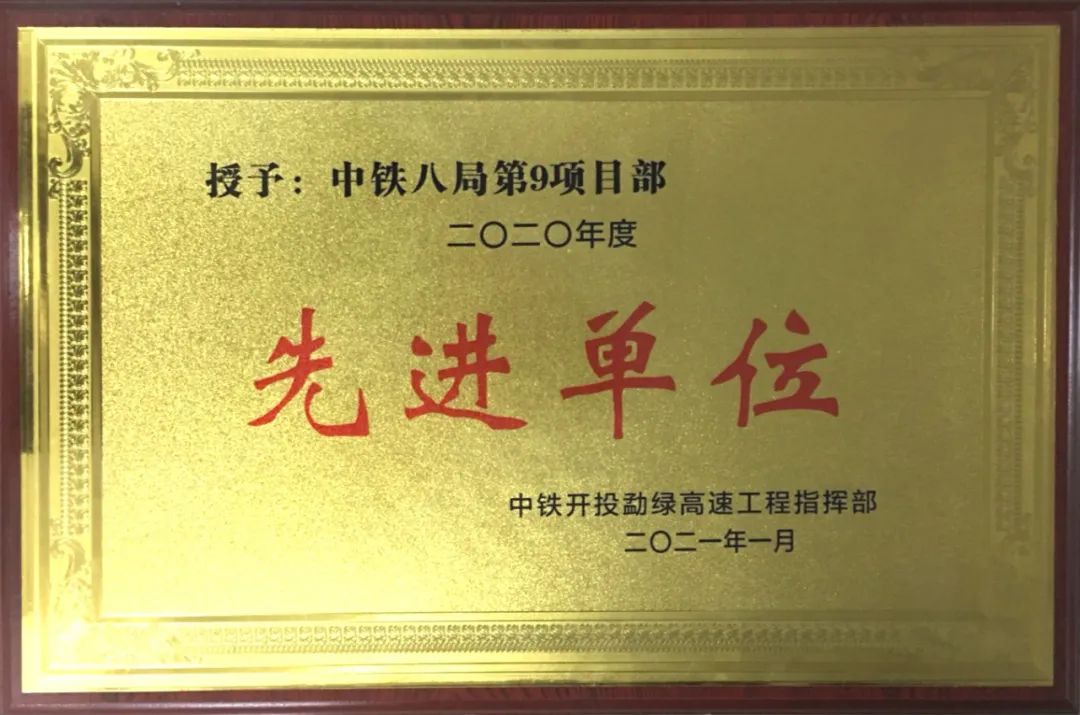 授予：中铁八局第9项目部
二〇二〇年度
先进单位
中铁开投勐绿高速工程指挥部
二〇二一年一月